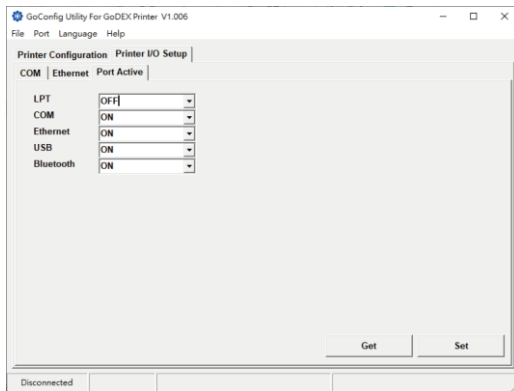 GoConfig Utility For GoDEX Printer V1.006
File Port Language Help
Printer Configuration Printer I/O Setup
COM Ethernet Port Active
LPT OFF
COM ON
Ethernet ON
USB ON
Bluetooth ON
Get Set
Disconnected